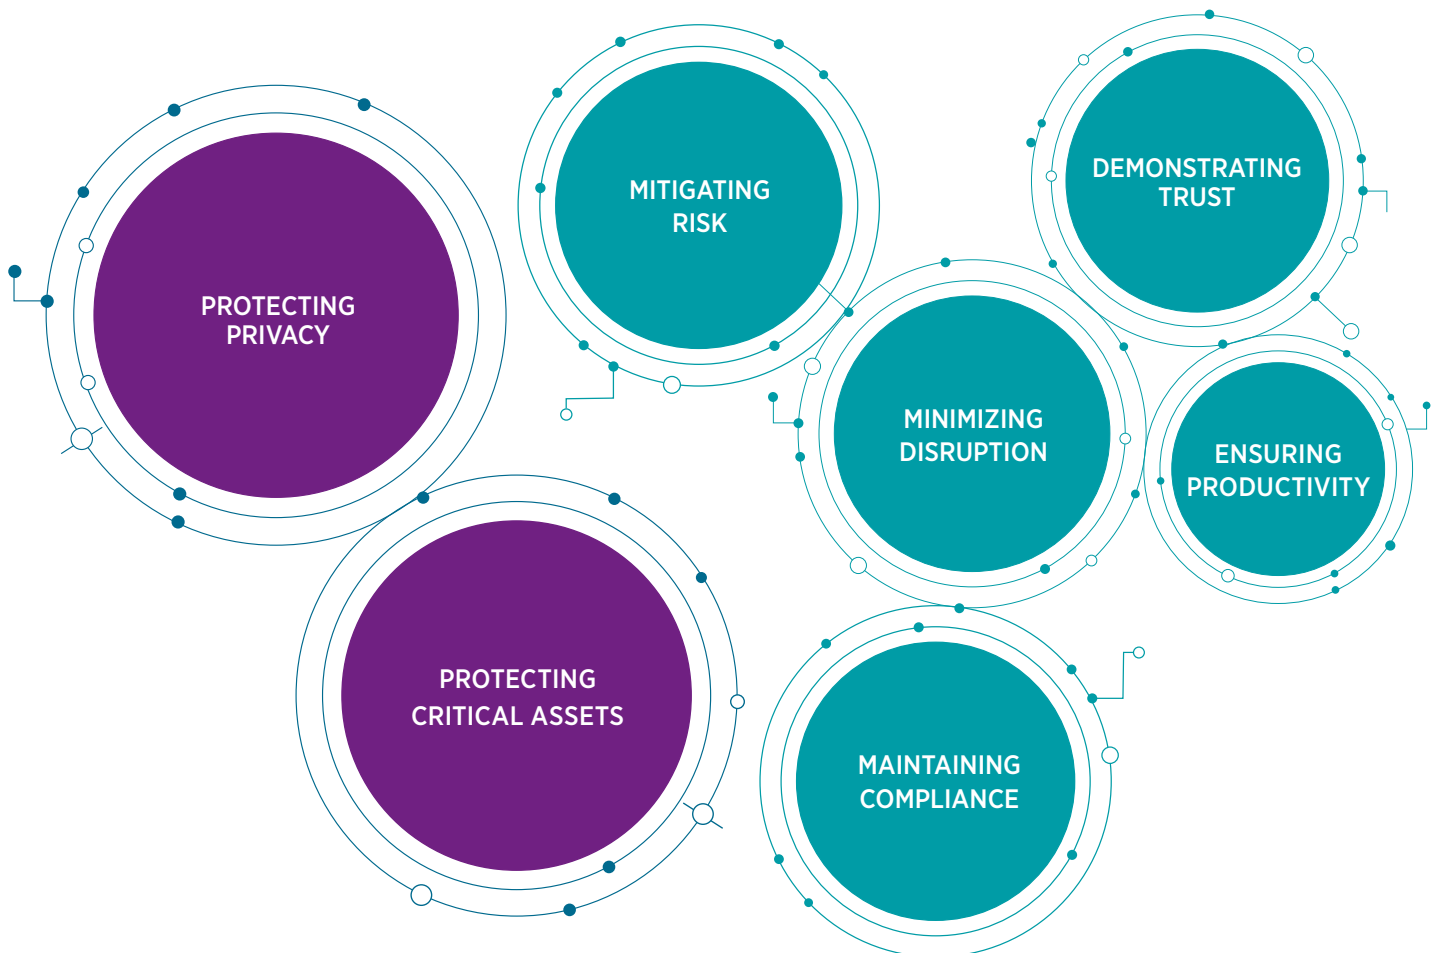 PROTECTING
PRIVACY
MITIGATING
RISK
DEMONSTRATING
TRUST
MINIMIZING
DISRUPTION
ENSURING
PRODUCTIVITY
PROTECTING
CRITICAL ASSETS
MAINTAINING
COMPLIANCE